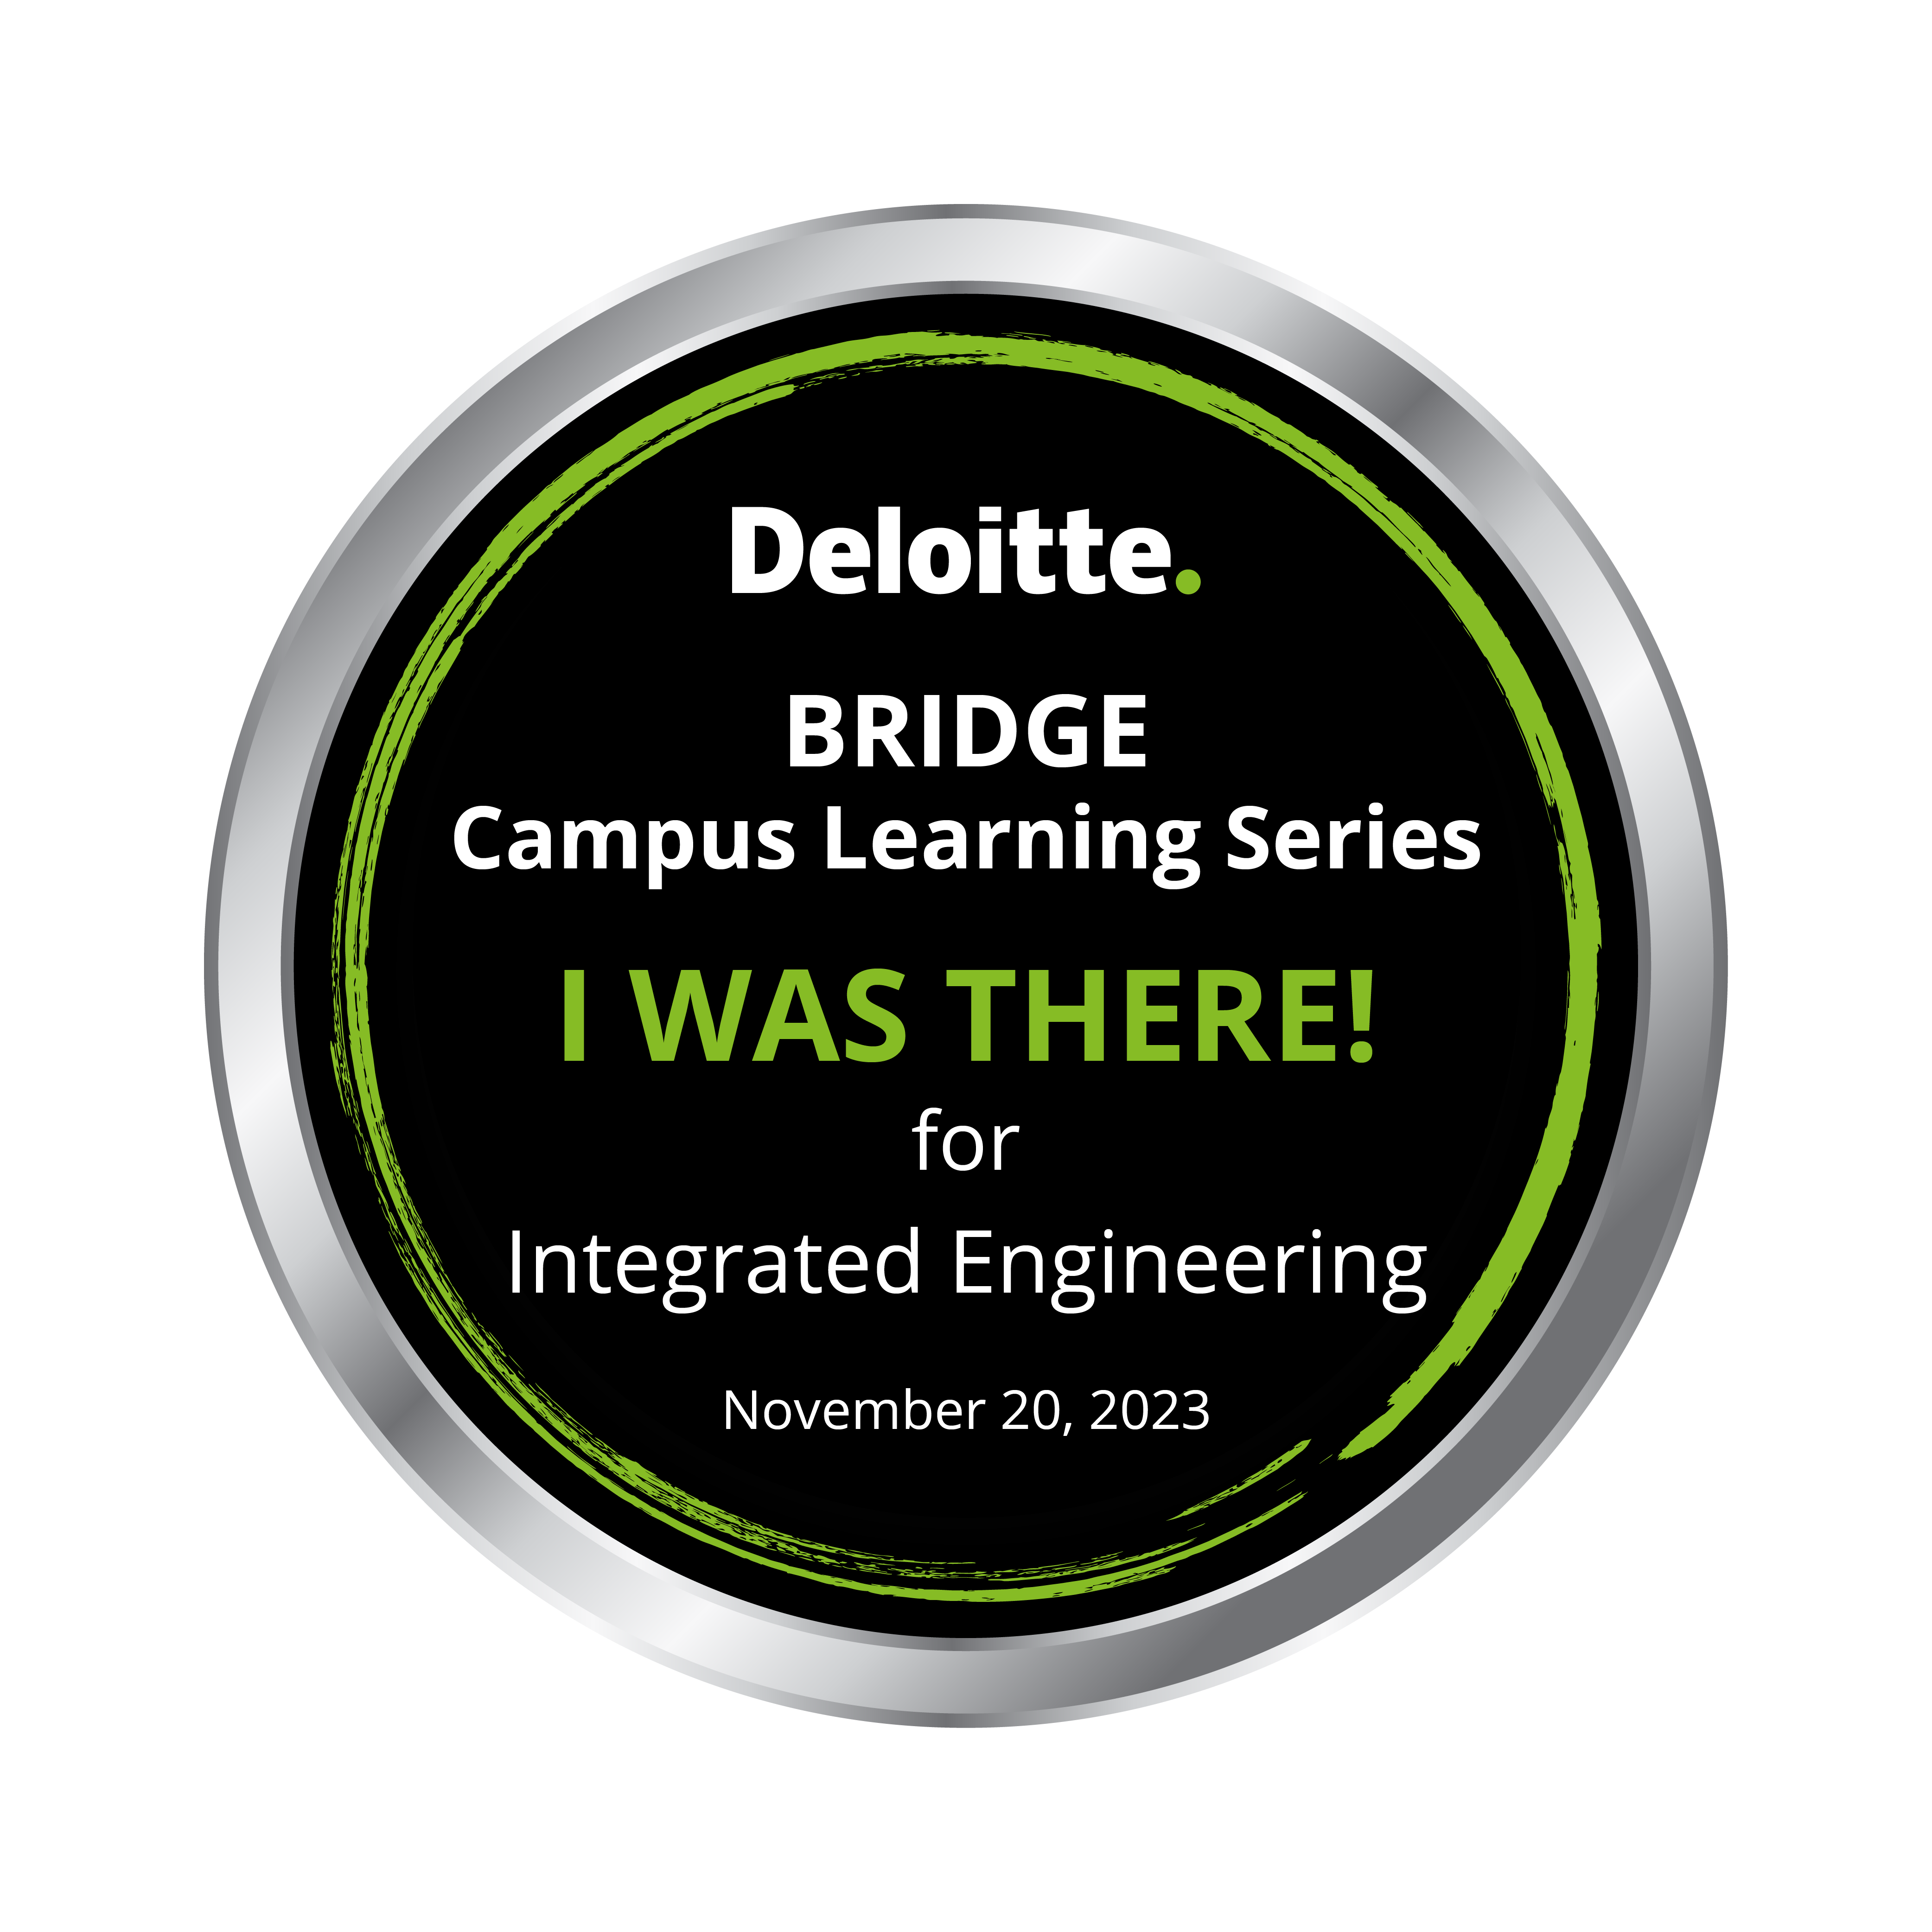 Deloitte.
BRIDGE
Campus Learning Series
I WAS THERE!
for
Integrated Engineering
November 20, 2023